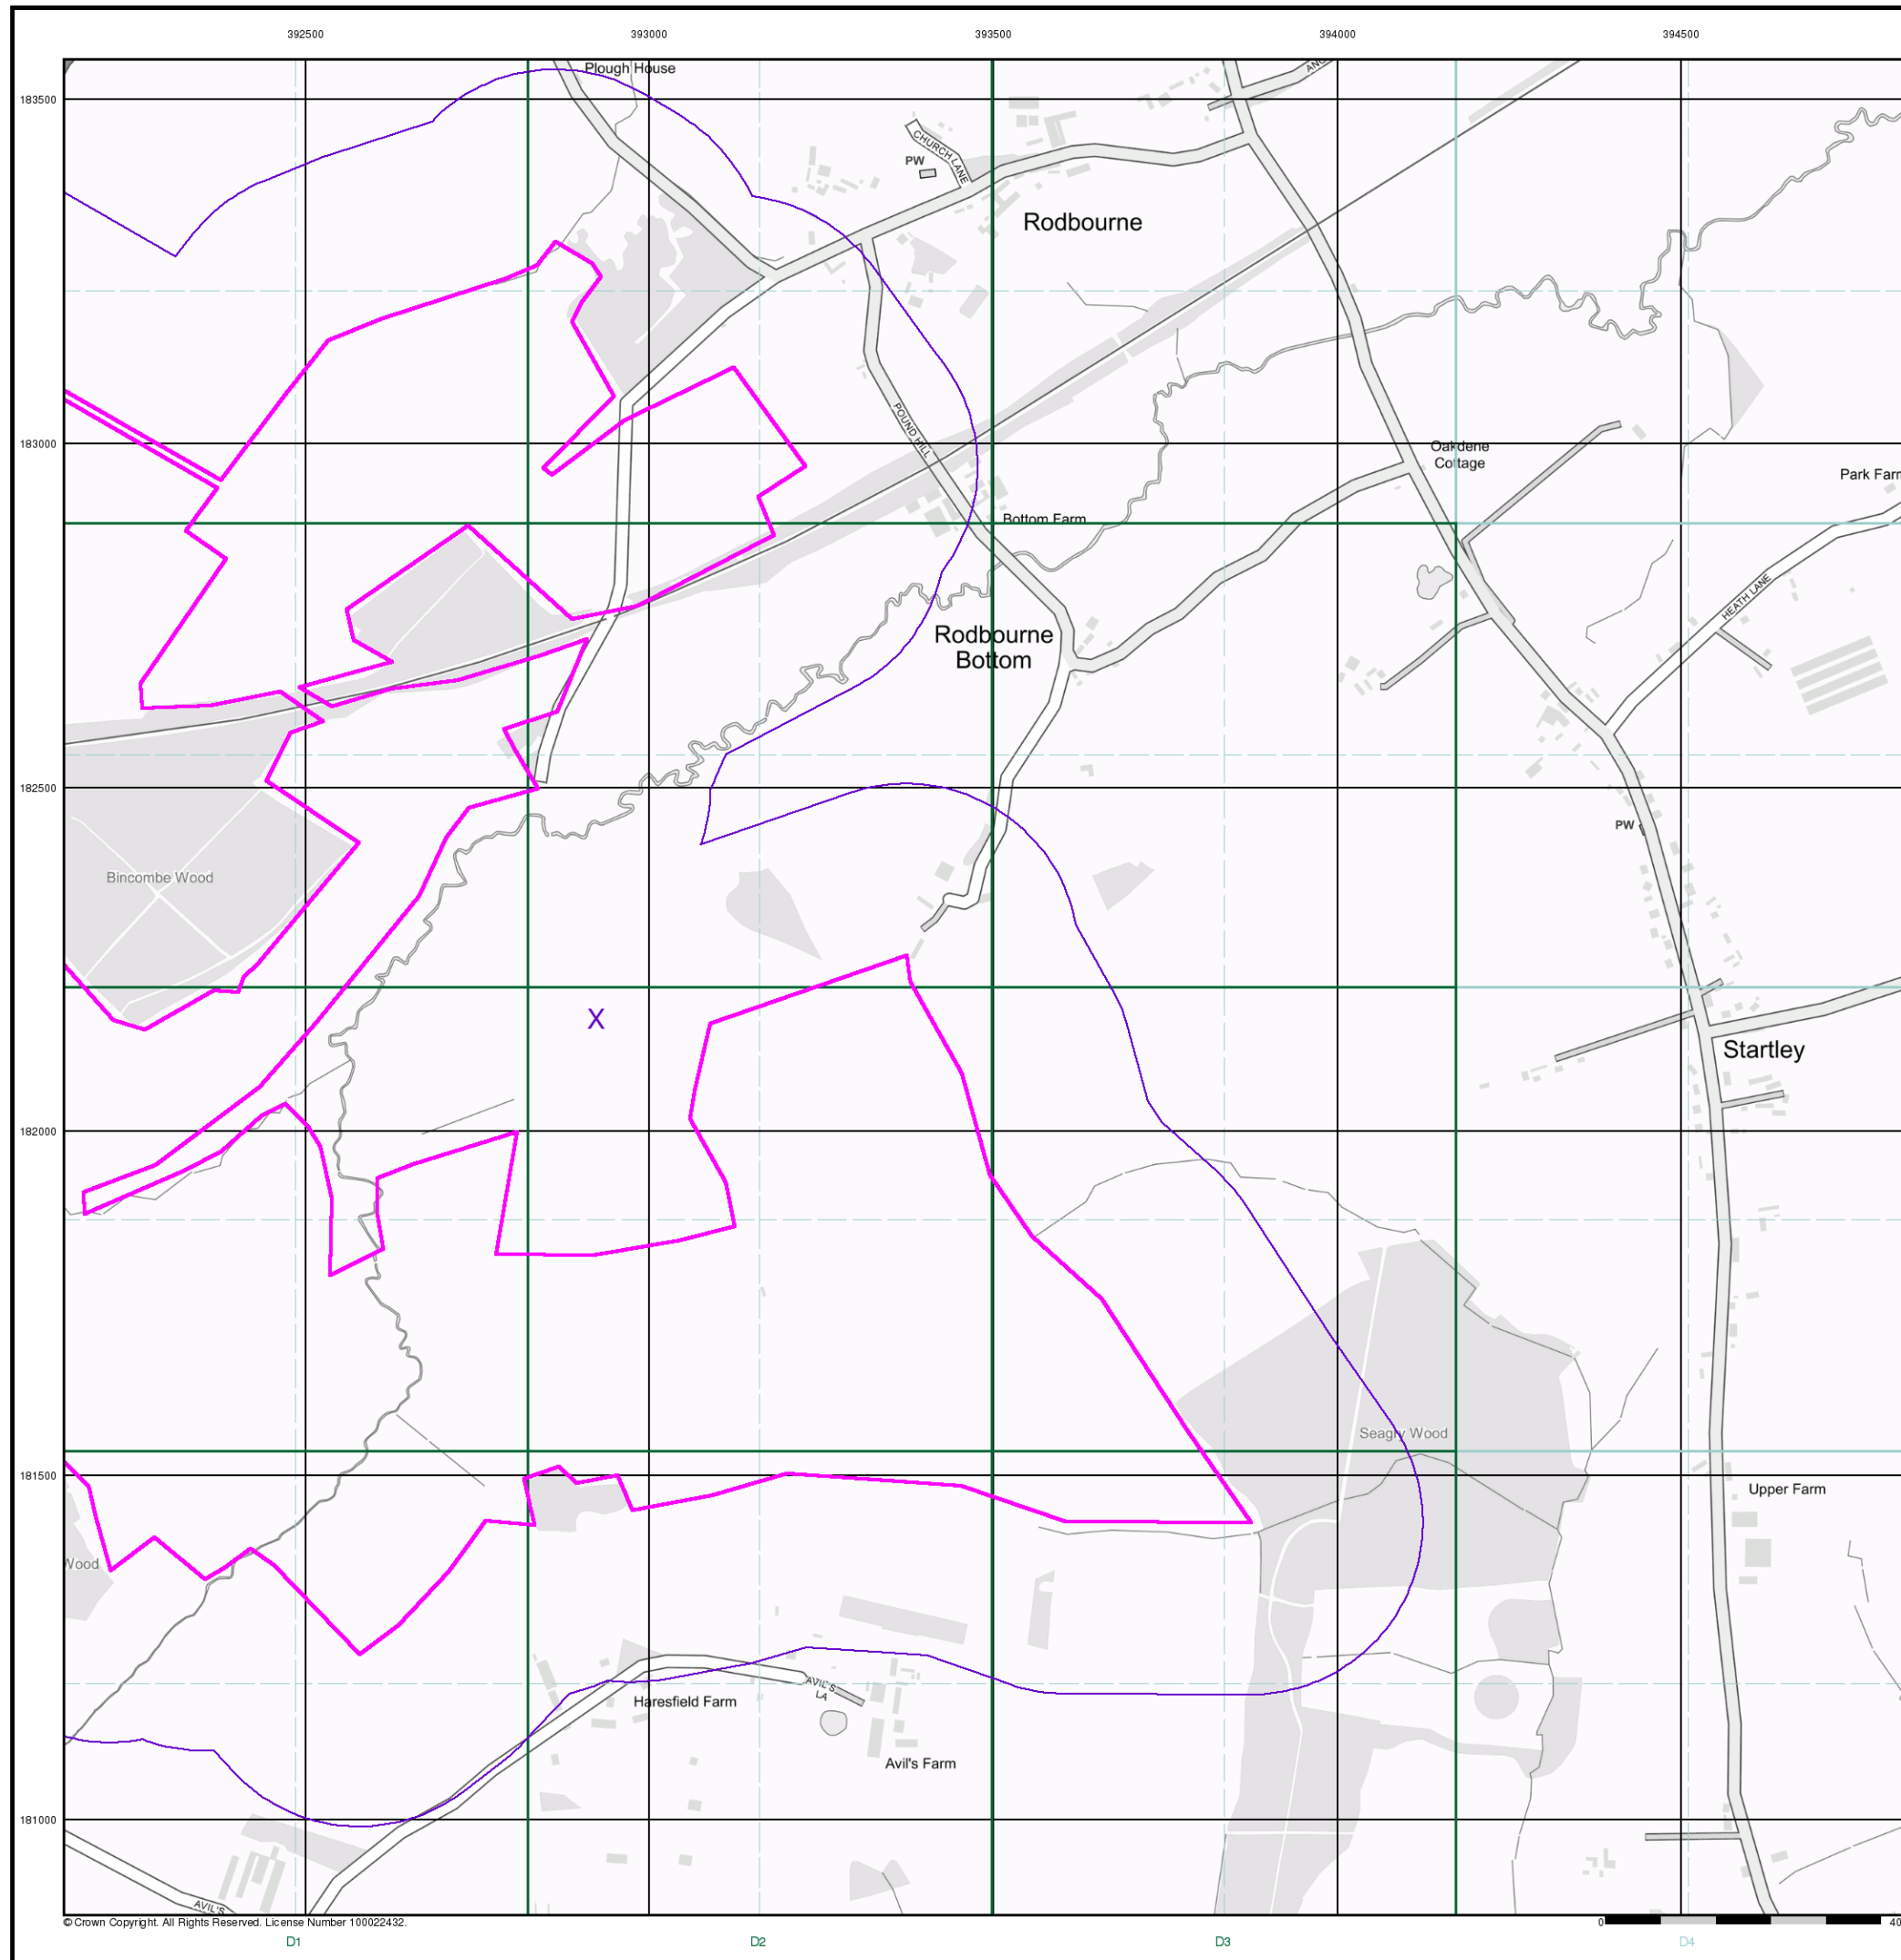 392500 393000 393500 394000 394500
Plough House
183500
CHURCH LANE
PW
Rodbourne
POUND HILL
183000
Oakdene
Cottage
Park Farm
Bottom Farm
HEATH LANE
Rodbourne
Bottom
182500
PW
Bincombe Wood
X
Startley
182000
Seagry Wood
181500
Upper Farm
Wood
AVIL'S
LA
Haresfield Farm
Avil's Farm
181000
AVIL'S
© Crown Copyright. All Rights Reserved. License Number 100022432.
0
D1 D2 D3 D4